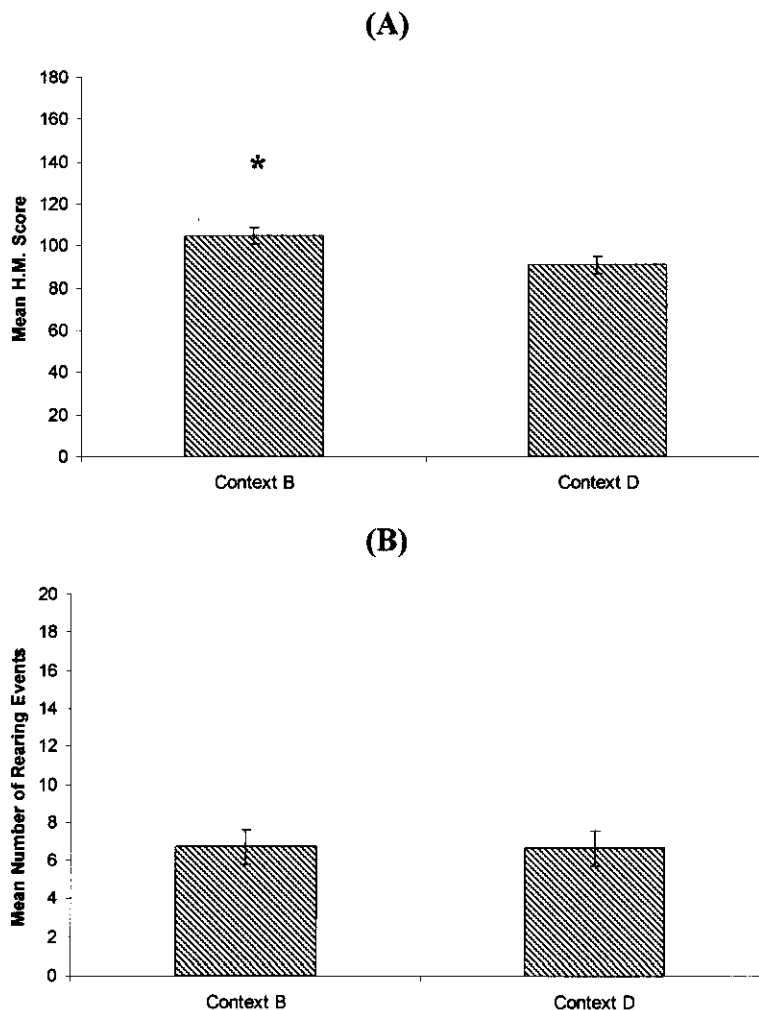 (A)
180
160
140
120
100
80
60
40
20
0
Mean H.M. Score
*
Context B
Context D
(B)
20
18
16
14
12
10
8
6
4
2
0
Mean Number of Rearing Events
Context B
Context D